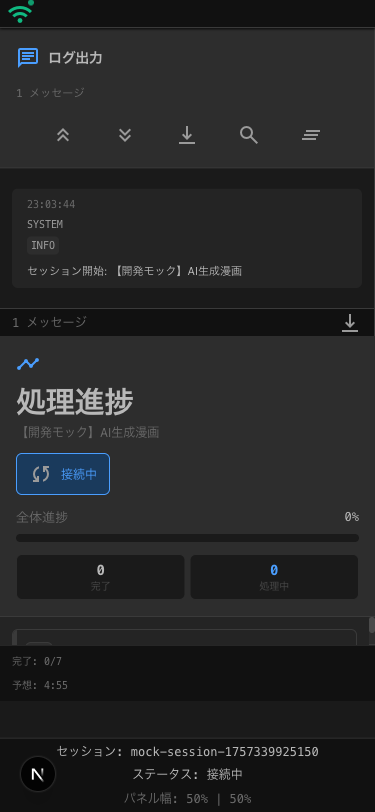 ログ出力
1 メッセージ
23:03:44
SYSTEM
INFO
セッション開始: 【開発モック】AI生成漫画
1 メッセージ
処理進捗
【開発モック】AI生成漫画
接続中
全体進捗 0%
0 0
完了 処理中
完了: 0/7
予想: 4:55
セッション: mock-session-1757339925150
N ステータス: 接続中
パネル幅: 50% | 50%